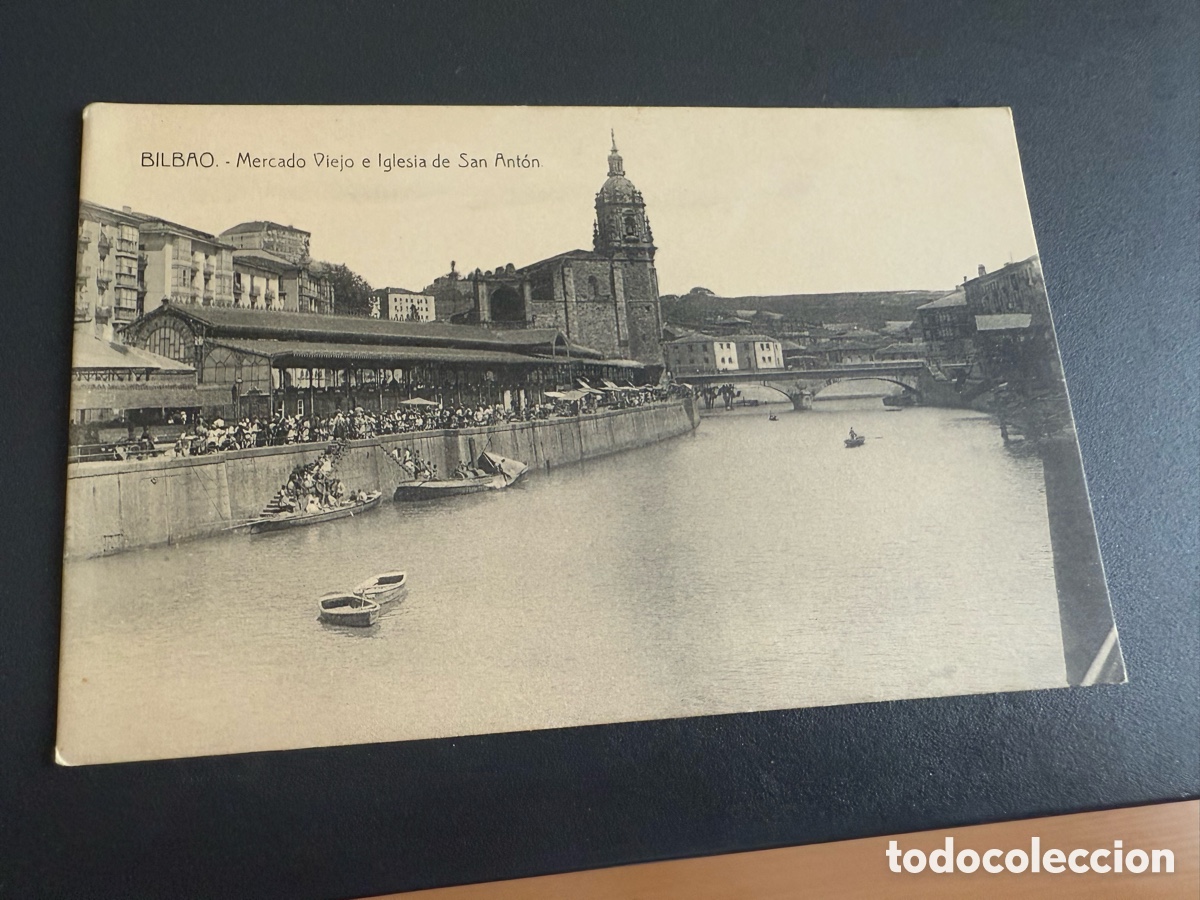 BILBAO. - Mercado Viejo e Iglesia de San Antón.
todocoleccion